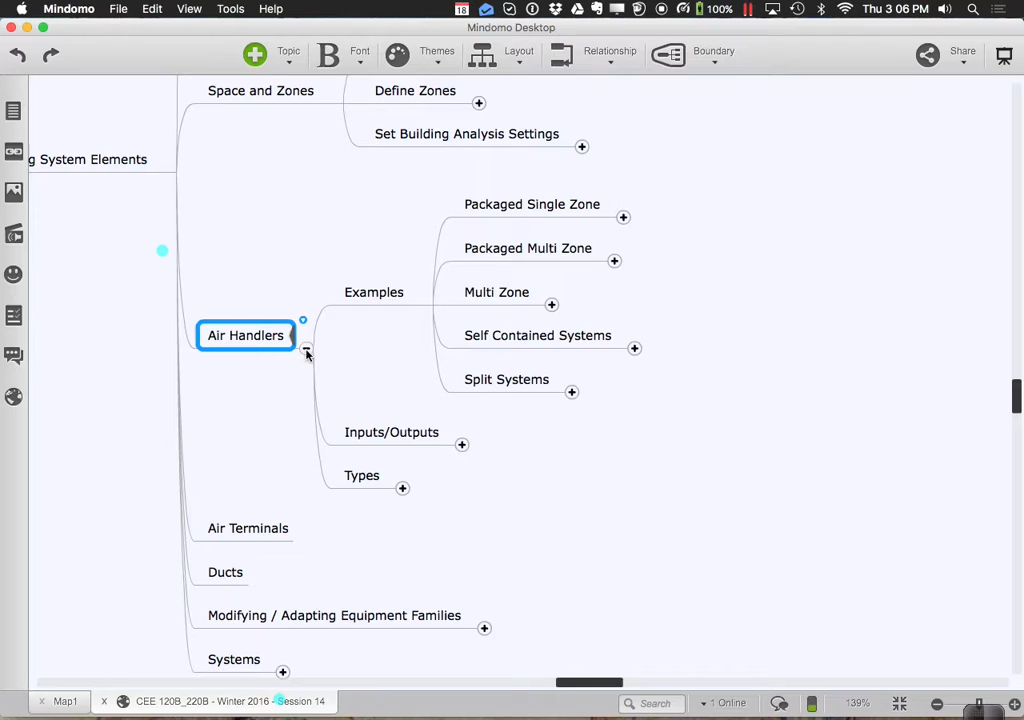 Mindomo File Edit View Tools Help 18 100% Thu 3 06 PM
Mindomo Desktop
Topic Font Themes Layout Relationship Boundary Share
Space and Zones
Define Zones
Set Building Analysis Settings
g System Elements
Packaged Single Zone
Packaged Multi Zone
Examples
Multi Zone
Air Handlers
Self Contained Systems
Split Systems
Inputs/Outputs
Types
Air Terminals
Ducts
Modifying / Adapting Equipment Families
Systems
x Map1 x CEE 120B_220B - Winter 2016 - Session 14 Search 1 Online 139%